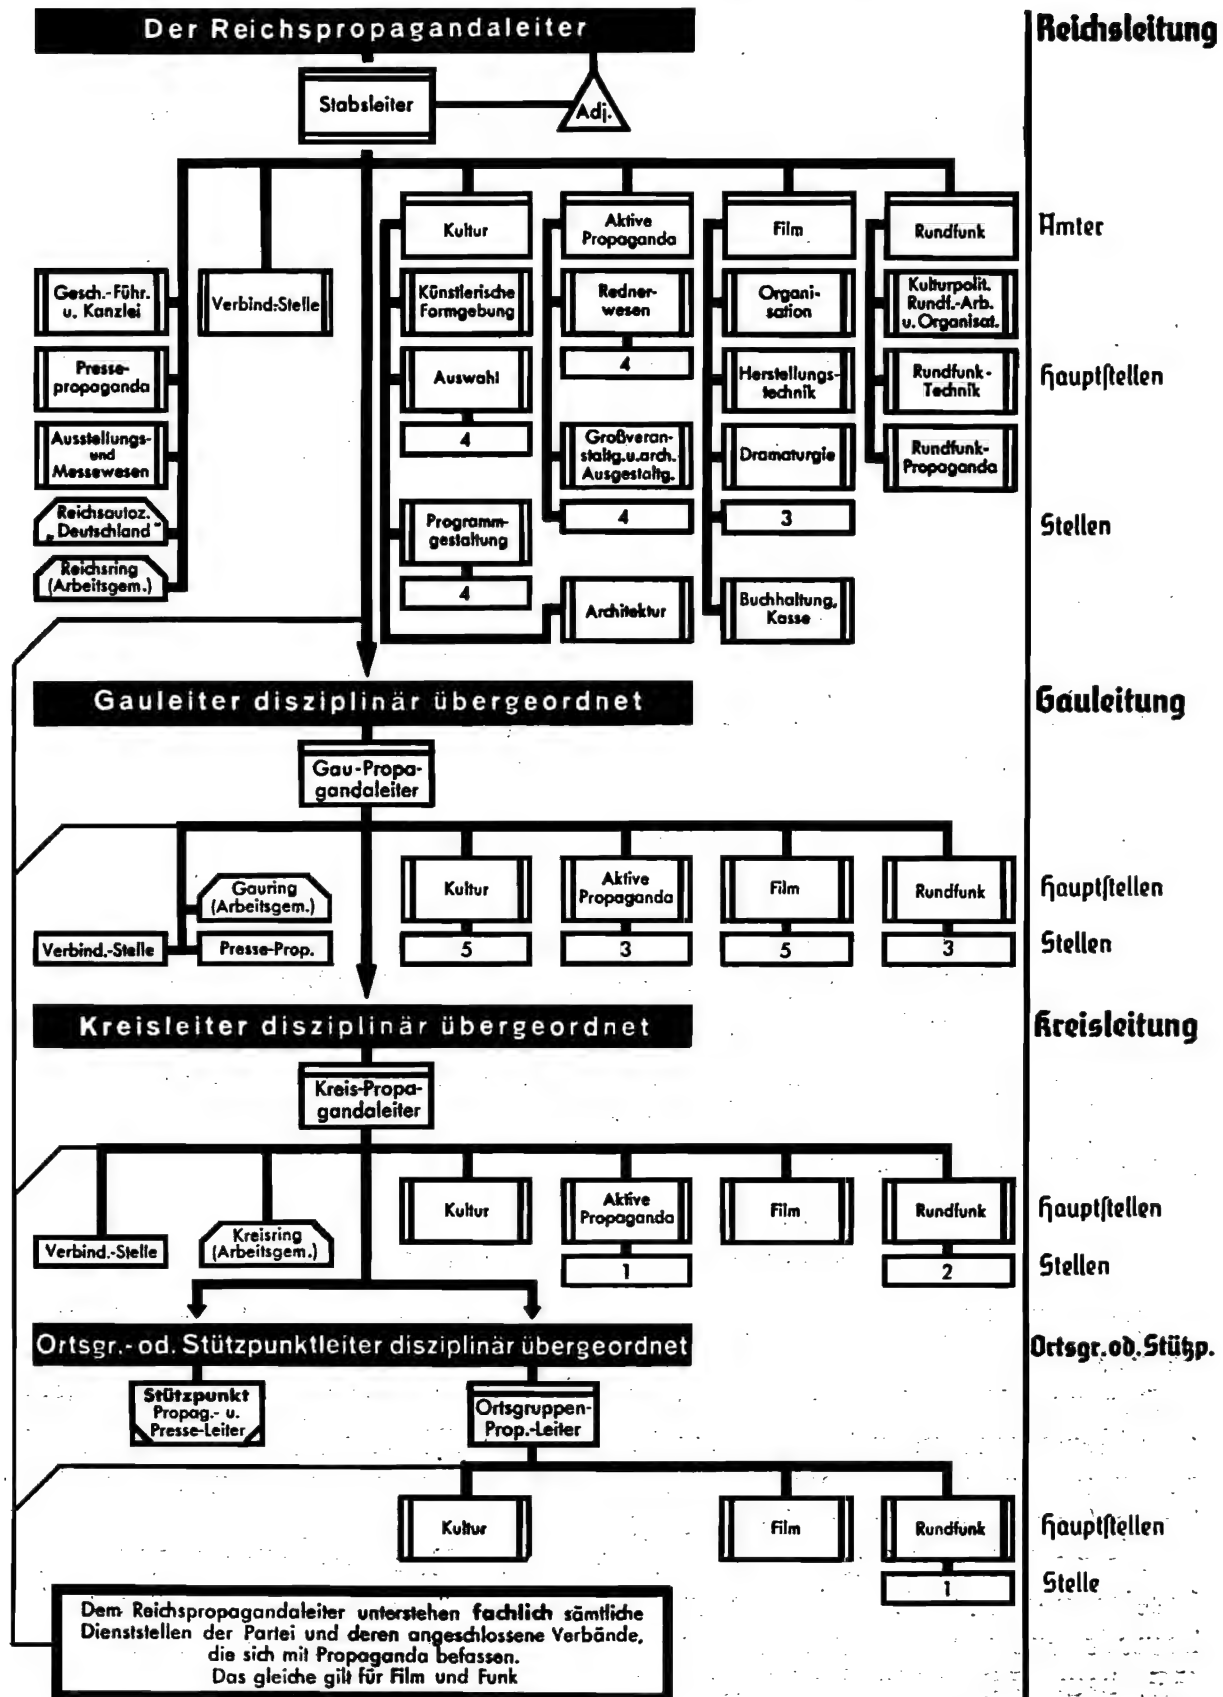 Der Reichspropagandaleiter
Reichsleitung
Stabsleiter
Adj.
Kultur
Aktive
Propaganda
Film
Rundfunk
Ämter
Gesch.-Führ.
u. Kanzlei
Verbind.-Stelle
Künstlerische
Formgebung
Redner-
wesen
Organi-
sation
Kulturpolit.
Rundf.-Arb.
u. Organisat.
Presse-
propaganda
Auswahl
4
4
Herstellungs-
technik
Rundfunk-
Technik
Hauptstellen
Ausstellungs-
und
Messewesen
Großveran-
staltg.u.arch.
Ausgestaltg.
Dramaturgie
Rundfunk-
Propaganda
Reichsautoz.
„Deutschland“
Programm-
gestaltung
4
3
Stellen
Reichsring
(Arbeitsgem.)
4
Architektur
Buchhaltung,
Kasse
Gauleiter disziplinär übergeordnet
Gauleitung
Gau-Propa-
gandaleiter
Gauring
(Arbeitsgem.)
Kultur
Aktive
Propaganda
Film
Rundfunk
Hauptstellen
Verbind.-Stelle
Presse-Prop.
5
3
5
3
Stellen
Kreisleiter disziplinär übergeordnet
Kreisleitung
Kreis-Propa-
gandaleiter
Kultur
Aktive
Propaganda
Film
Rundfunk
Hauptstellen
Verbind.-Stelle
Kreisring
(Arbeitsgem.)
1
2
Stellen
Ortsgr.- od. Stützpunktleiter disziplinär übergeordnet
Ortsgr. od. Stützp.
Stützpunkt
Propag.- u.
Presse-Leiter
Ortsgruppen-
Prop.-Leiter
Kultur
Film
Rundfunk
Hauptstellen
1
Stelle
Dem Reichspropagandaleiter unterstehen fachlich sämtliche
Dienststellen der Partei und deren angeschlossene Verbände,
die sich mit Propaganda befassen.
Das gleiche gilt für Film und Funk